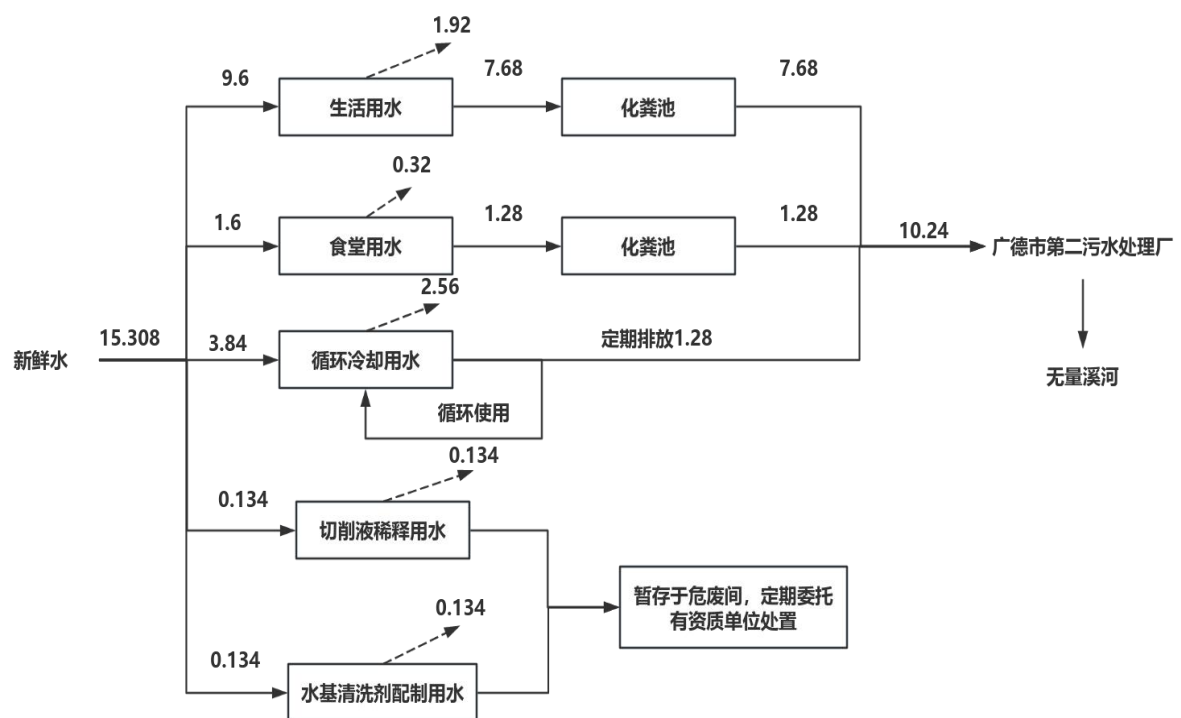 1.92
9.6
7.68
7.68
生活用水
化粪池
0.32
1.6
1.28
1.28
10.24
食堂用水
化粪池
广德市第二污水处理厂
2.56
15.308
3.84
定期排放1.28
新鲜水
循环冷却用水
无量溪河
循环使用
0.134
0.134
切削液稀释用水
暂存于危废间，定期委托
有资质单位处置
0.134
0.134
水基清洗剂配制用水